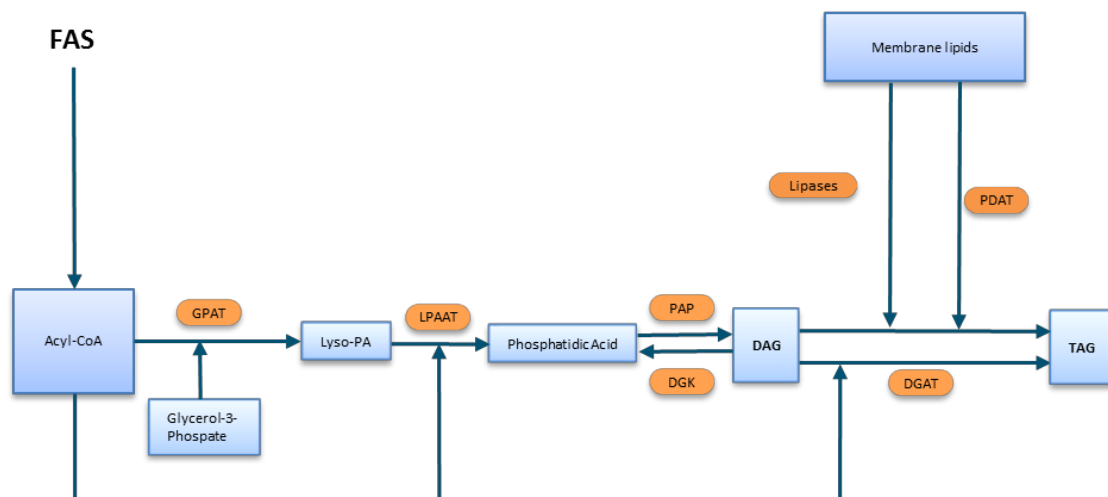 FAS
Membrane lipids
Lipases
PDAT
GPAT
LPAAT
PAP
Acyl-CoA
Lyso-PA
Phosphatidic Acid
DAG
TAG
DGK
DGAT
Glycerol-3-
Phospate